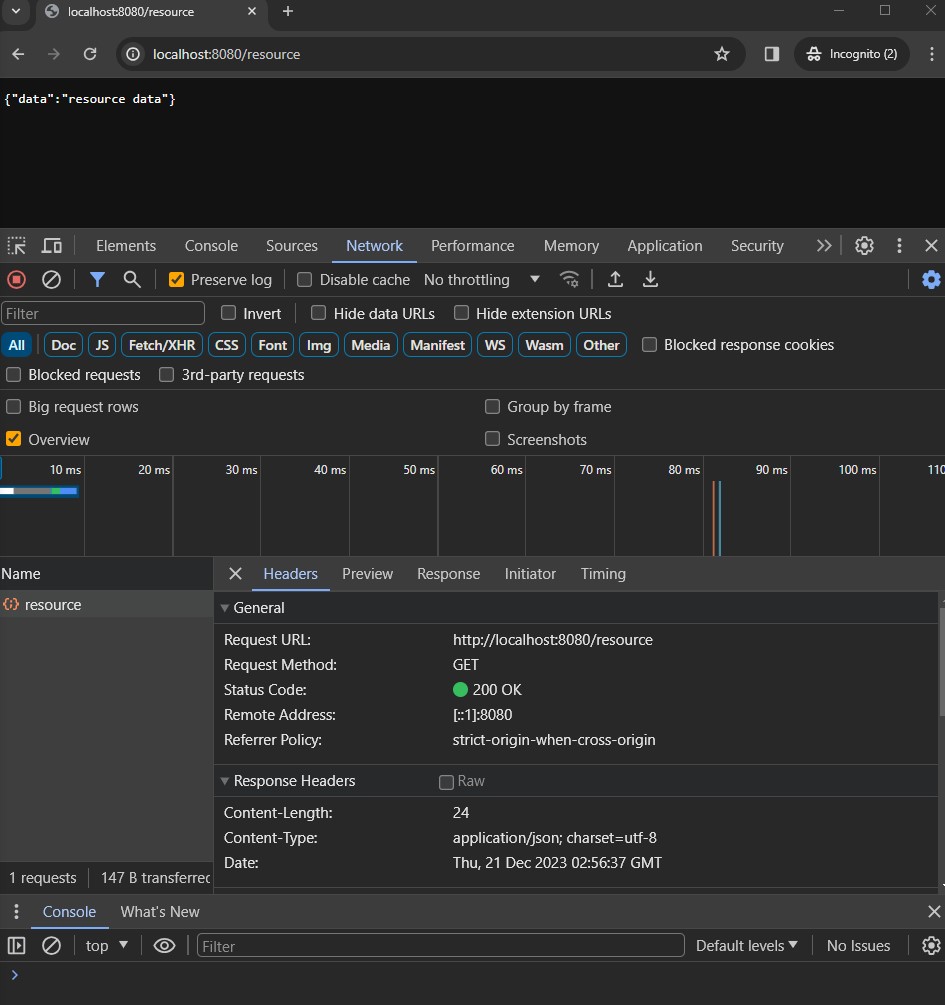 localhost:8080/resource
localhost:8080/resource
Incognito (2)
{"data":"resource data"}
Elements Console Sources Network Performance Memory Application Security
Preserve log Disable cache No throttling
Filter Invert Hide data URLs Hide extension URLs
All Doc JS Fetch/XHR CSS Font Img Media Manifest WS Wasm Other Blocked response cookies
Blocked requests 3rd-party requests
Big request rows Group by frame
Overview Screenshots
10 ms 20 ms 30 ms 40 ms 50 ms 60 ms 70 ms 80 ms 90 ms 100 ms 110
Name Headers Preview Response Initiator Timing
resource General
Request URL: http://localhost:8080/resource
Request Method: GET
Status Code: 200 OK
Remote Address: [::1]:8080
Referrer Policy: strict-origin-when-cross-origin
Response Headers Raw
Content-Length: 24
Content-Type: application/json; charset=utf-8
Date: Thu, 21 Dec 2023 02:56:37 GMT
1 requests 147 B transferred
Console What's New
top Filter Default levels No Issues